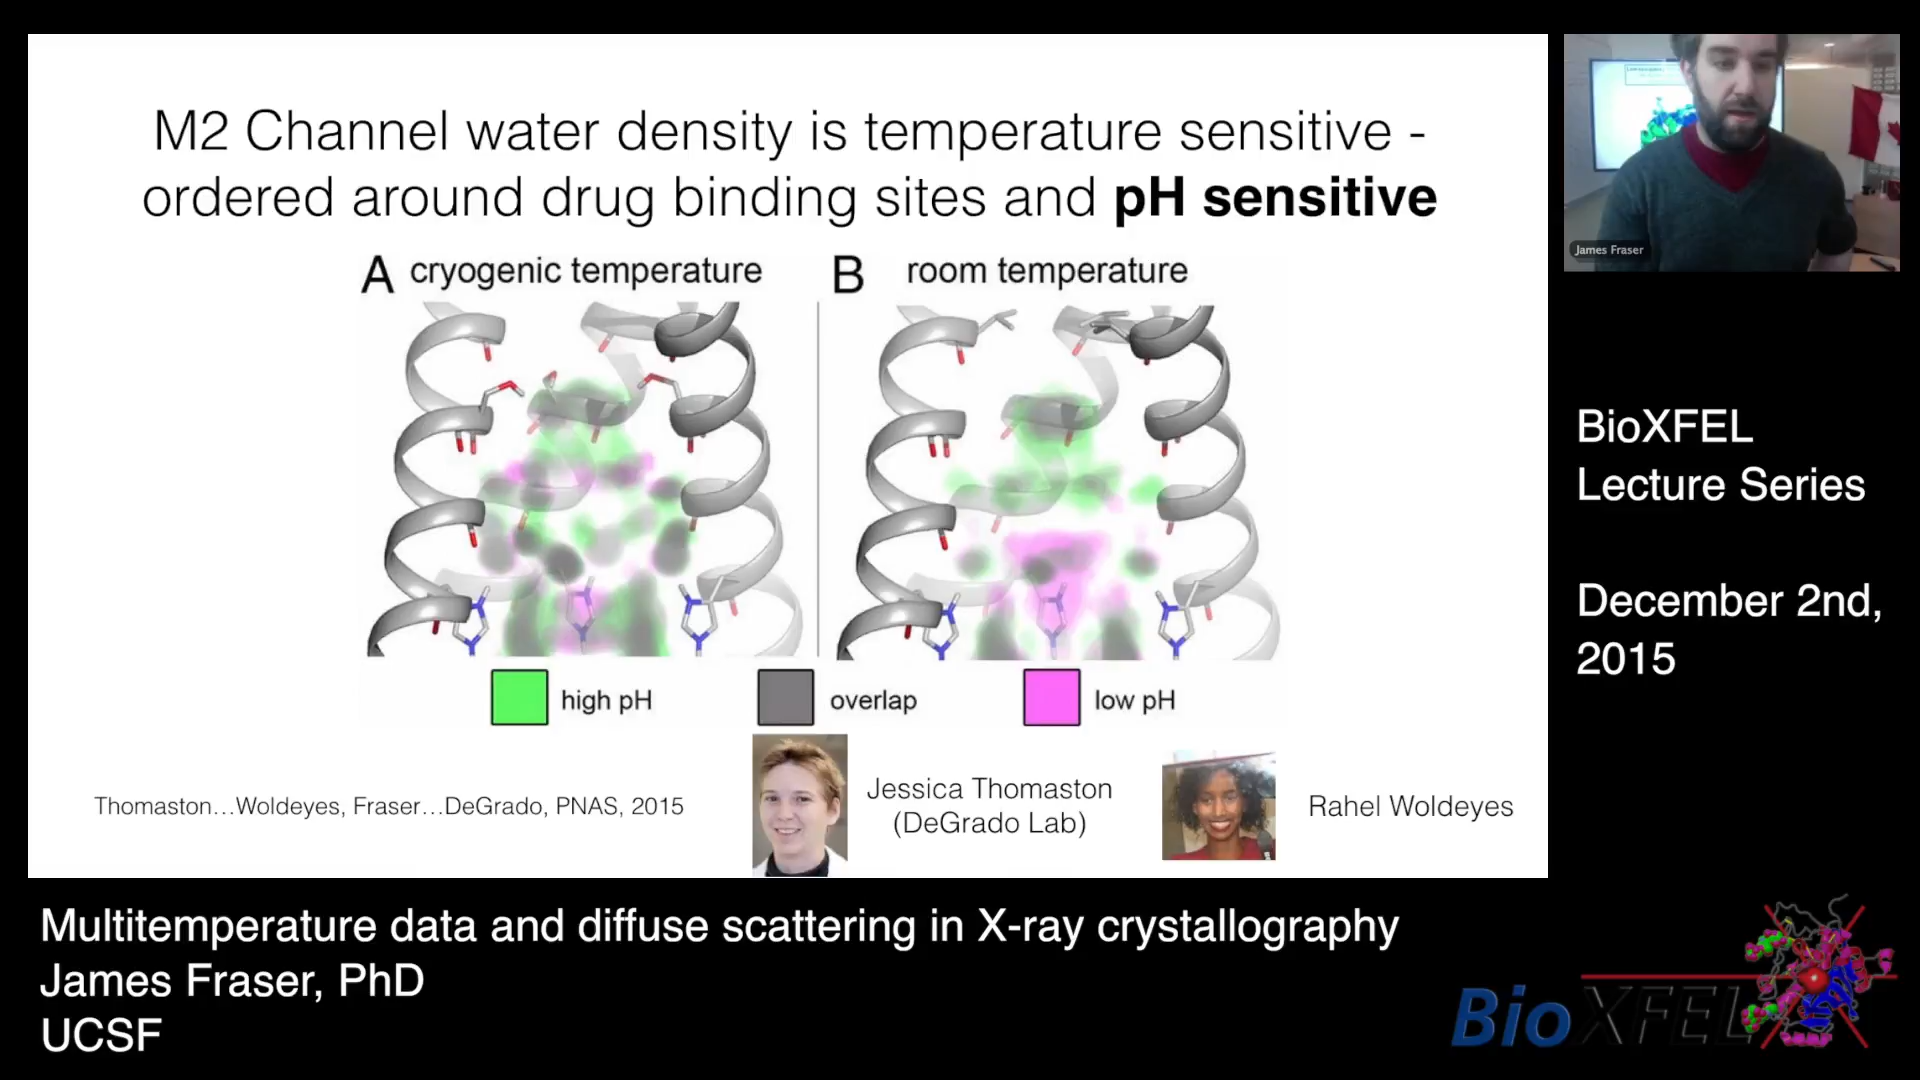 M2 Channel water density is temperature sensitive -
ordered around drug binding sites and pH sensitive
A cryogenic temperature
B room temperature
high pH
overlap
low pH
Thomaston…Woldeyes, Fraser…DeGrado, PNAS, 2015
Jessica Thomaston
(DeGrado Lab)
Rahel Woldeyes
James Fraser
BioXFEL
Lecture Series
December 2nd,
2015
Multitemperature data and diffuse scattering in X-ray crystallography
James Fraser, PhD
UCSF
BioXFEL